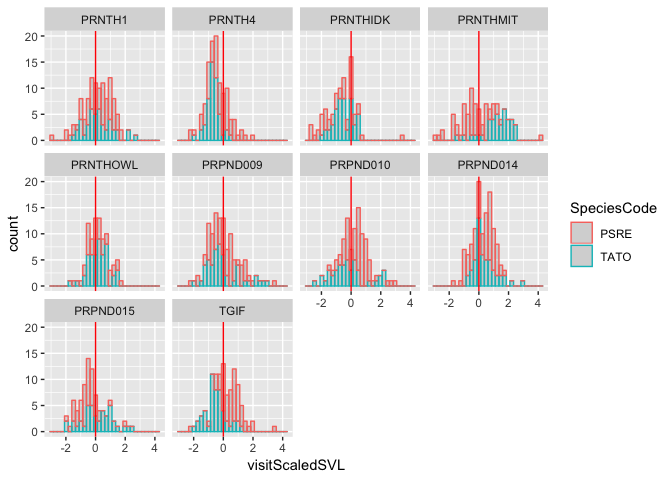 PRNTH1 PRNTH4 PRNTHIDK PRNTHMIT
20
15
10
5
0
PRNTHOWL PRPND009 PRPND010 PRPND014
20
15
10
5
0
-2 0 2 4 -2 0 2 4
PRPND015 TGIF
20
15
10
5
0
-2 0 2 4 -2 0 2 4
count
visitScaledSVL
SpeciesCode
PSRE
TATO